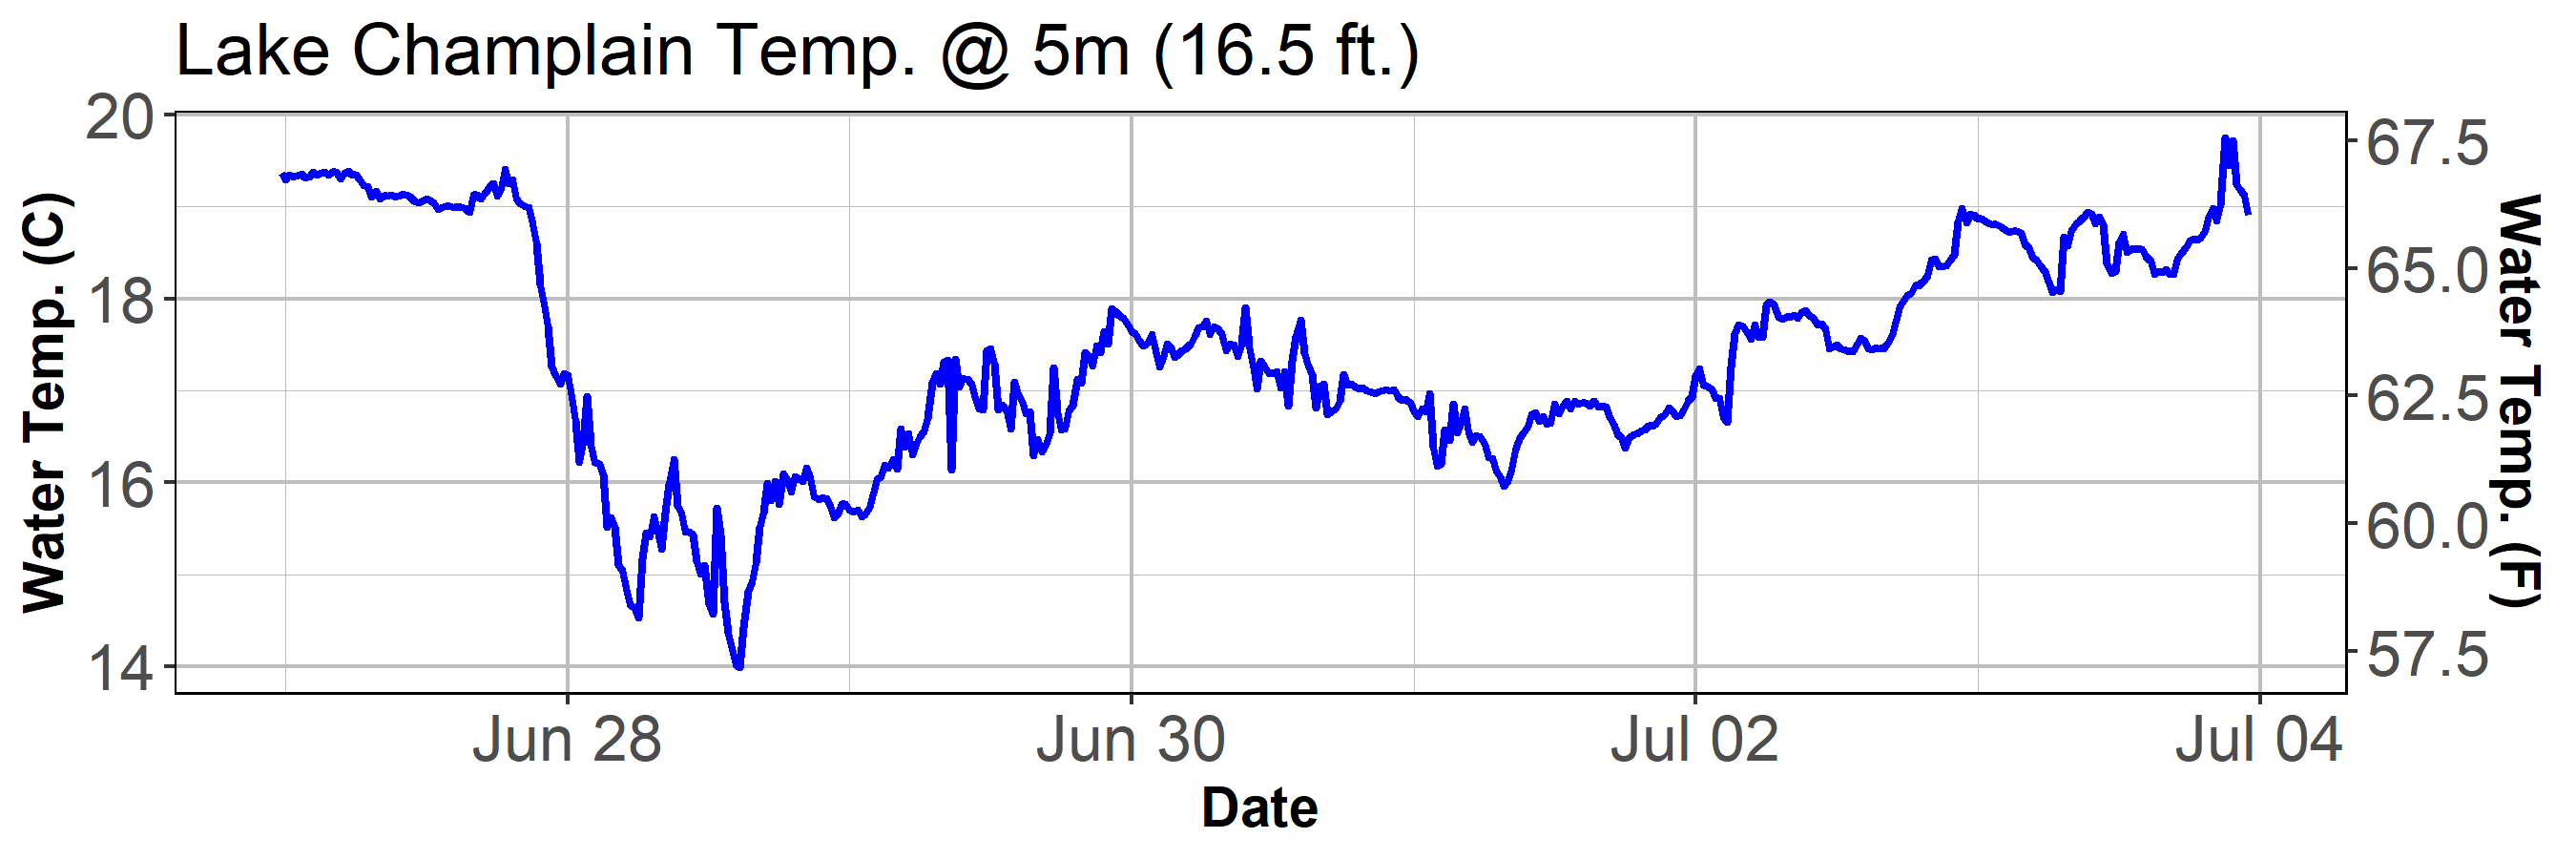 Lake Champlain Temp. @ 5m (16.5 ft.)
Water Temp. (C)
20
18
16
14
67.5
65.0
62.5
60.0
57.5
Water Temp. (F)
Jun 28 Jun 30 Jul 02 Jul 04
Date